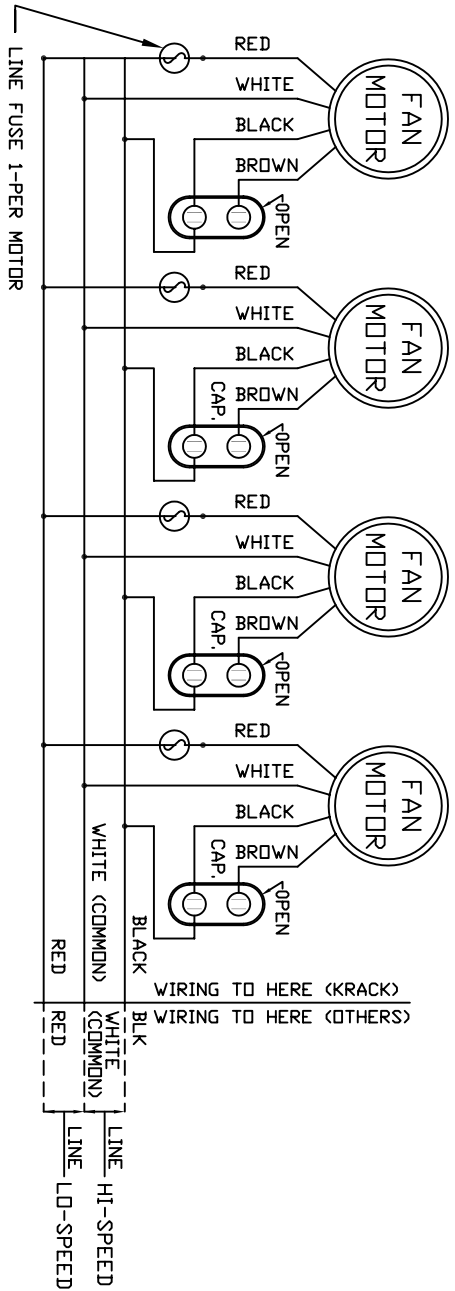 FAN
MOTOR
RED
WHITE
BLACK
BROWN
OPEN
LINE FUSE 1-PER MOTOR
FAN
MOTOR
RED
WHITE
BLACK
BROWN
CAP.
OPEN
FAN
MOTOR
RED
WHITE
BLACK
BROWN
CAP.
OPEN
FAN
MOTOR
RED
WHITE
BLACK
BROWN
CAP.
OPEN
BLACK
WHITE (COMMON)
RED
WIRING TO HERE (KRACK)
WIRING TO HERE (OTHERS)
BLK
WHITE
(COMMON)
RED
LINE HI-SPEED
LINE LO-SPEED